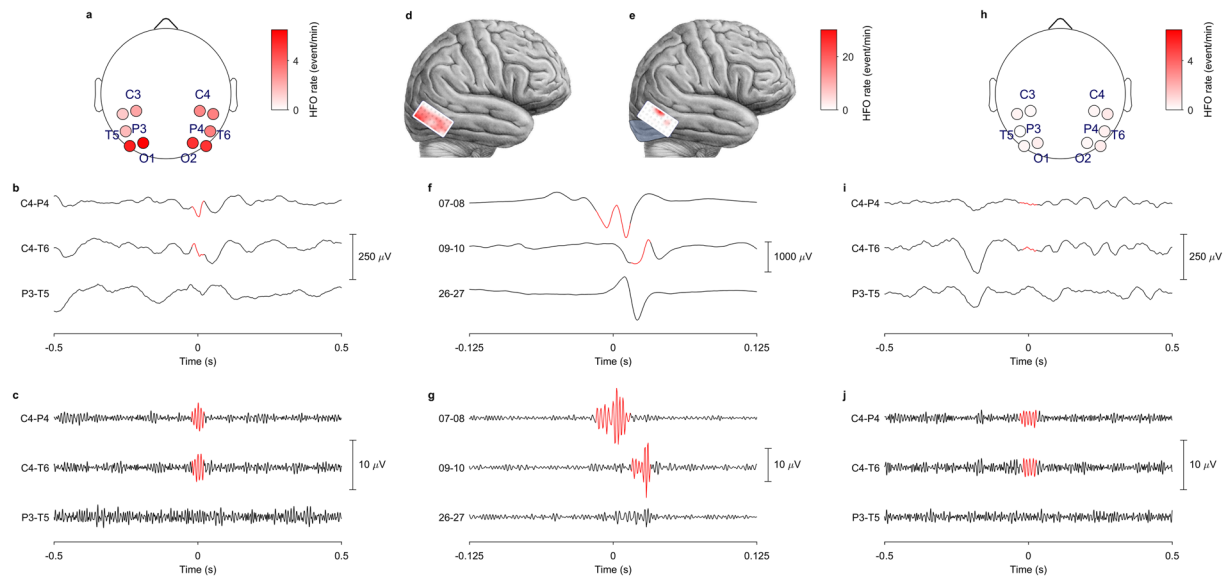 a
C3
C4
T5
P3
P4
T6
O1
O2
4
0
HFO rate (event/min)
b
C4-P4
C4-T6
P3-T5
250 μV
-0.5
0
0.5
Time (s)
c
C4-P4
C4-T6
P3-T5
10 μV
-0.5
0
0.5
Time (s)
d
e
20
0
HFO rate (event/min)
f
07-08
09-10
26-27
1000 μV
-0.125
0
0.125
Time (s)
g
07-08
09-10
26-27
10 μV
-0.125
0
0.125
Time (s)
h
C3
C4
T5
P3
P4
T6
O1
O2
4
0
HFO rate (event/min)
i
C4-P4
C4-T6
P3-T5
250 μV
-0.5
0
0.5
Time (s)
j
C4-P4
C4-T6
P3-T5
10 μV
-0.5
0
0.5
Time (s)